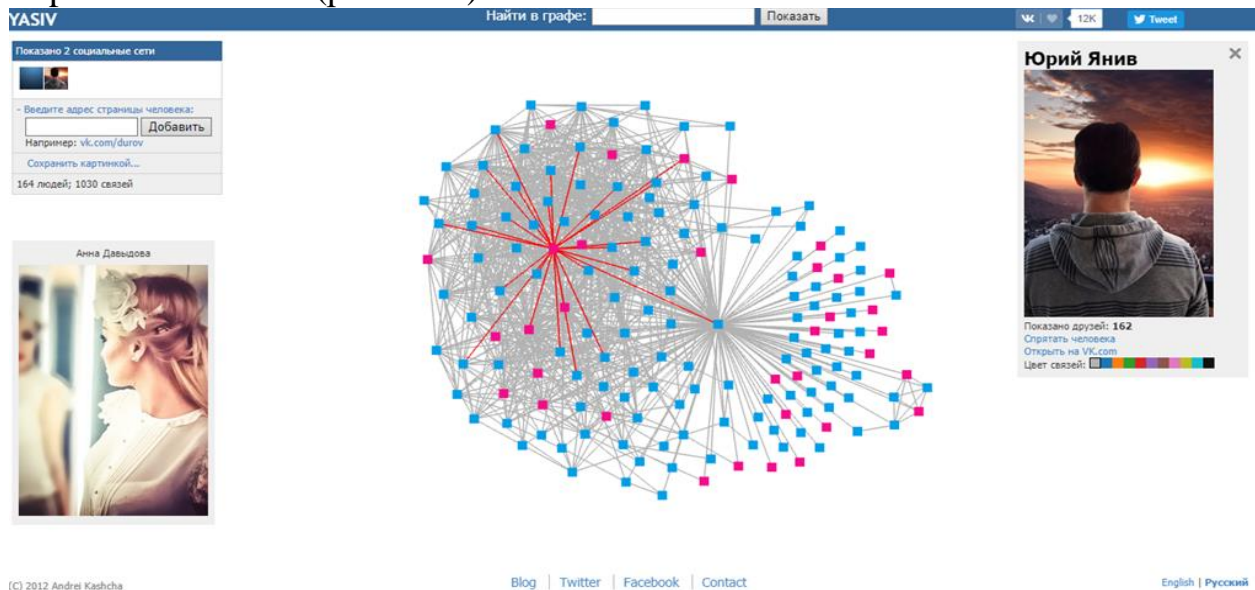 YASIV
Найти в графе:
Показать
12K
Tweet
Показано 2 социальные сети
- Введите адрес страницы человека:
Добавить
Например: vk.com/durov
Сохранить картинкой...
164 людей; 1030 связей
Анна Давыдова
Юрий Янив
Показано друзей: 162
Спрятать человека
Открыть на VK.com
Цвет связей:
(C) 2012 Andrei Kashcha
Blog | Twitter | Facebook | Contact
English | Русский